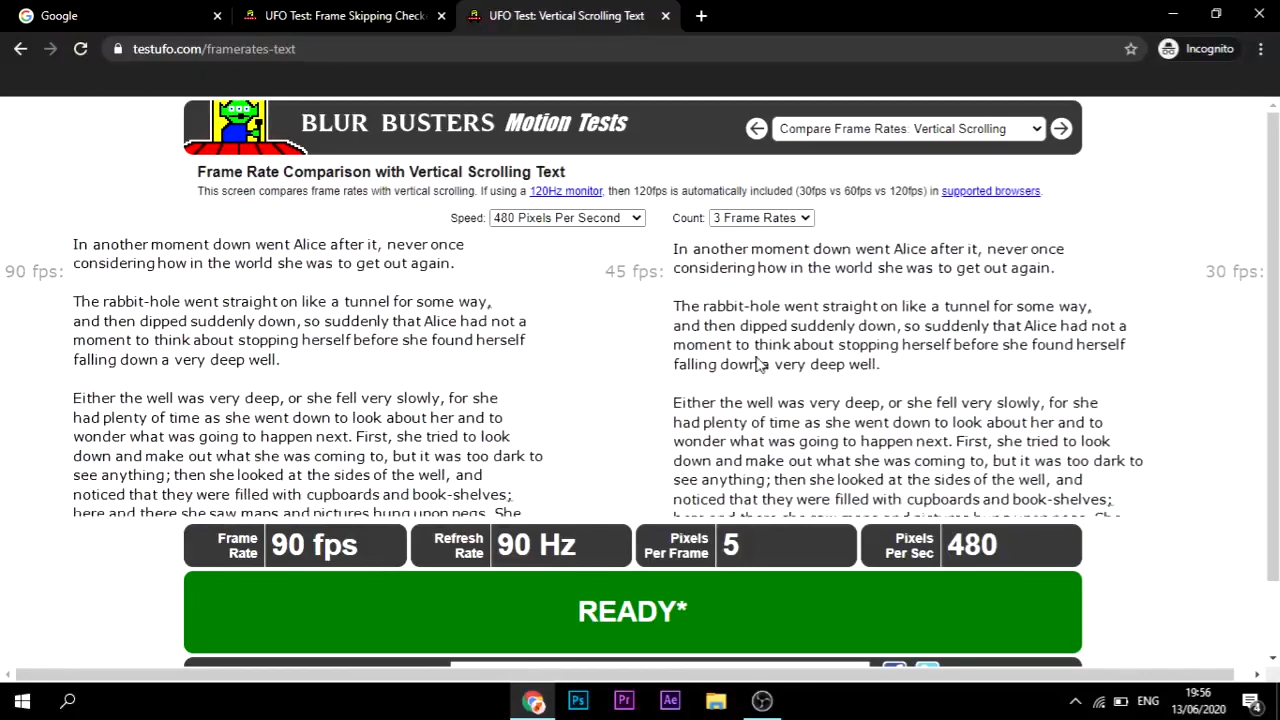 Google
UFO Test: Frame Skipping Check
UFO Test: Vertical Scrolling Text
testufo.com/framerates-text
Incognito
BLUR BUSTERS Motion Tests
Compare Frame Rates: Vertical Scrolling
Frame Rate Comparison with Vertical Scrolling Text
This screen compares frame rates with vertical scrolling. If using a 120Hz monitor, then 120fps is automatically included (30fps vs 60fps vs 120fps) in supported browsers.
Speed: 480 Pixels Per Second
Count: 3 Frame Rates
90 fps:
In another moment down went Alice after it, never once
considering how in the world she was to get out again.
The rabbit-hole went straight on like a tunnel for some way,
and then dipped suddenly down, so suddenly that Alice had not a
moment to think about stopping herself before she found herself
falling down a very deep well.
Either the well was very deep, or she fell very slowly, for she
had plenty of time as she went down to look about her and to
wonder what was going to happen next. First, she tried to look
down and make out what she was coming to, but it was too dark to
see anything; then she looked at the sides of the well, and
noticed that they were filled with cupboards and book-shelves;
here and there she saw maps and pictures hung upon pegs. She
45 fps:
In another moment down went Alice after it, never once
considering how in the world she was to get out again.
The rabbit-hole went straight on like a tunnel for some way,
and then dipped suddenly down, so suddenly that Alice had not a
moment to think about stopping herself before she found herself
falling down a very deep well.
Either the well was very deep, or she fell very slowly, for she
had plenty of time as she went down to look about her and to
wonder what was going to happen next. First, she tried to look
down and make out what she was coming to, but it was too dark to
see anything; then she looked at the sides of the well, and
noticed that they were filled with cupboards and book-shelves;
30 fps:
Frame Rate 90 fps
Refresh Rate 90 Hz
Pixels Per Frame 5
Pixels Per Sec 480
READY*
Ps
Pr
Ae
ENG
19:56
13/06/2020
4